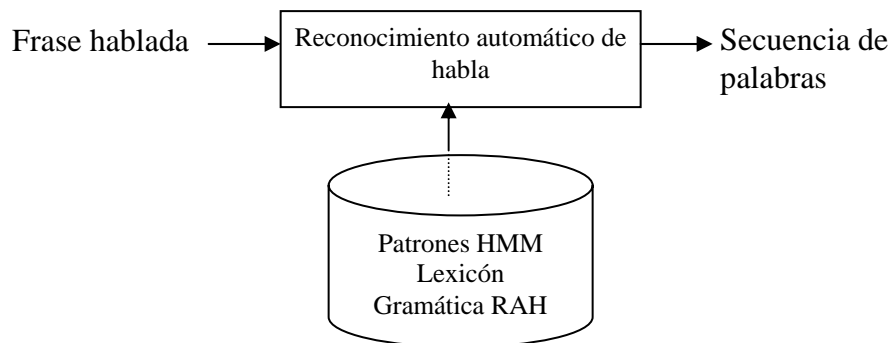 Frase hablada
Reconocimiento automático de
habla
Secuencia de
palabras
Patrones HMM
Lexicón
Gramática RAH